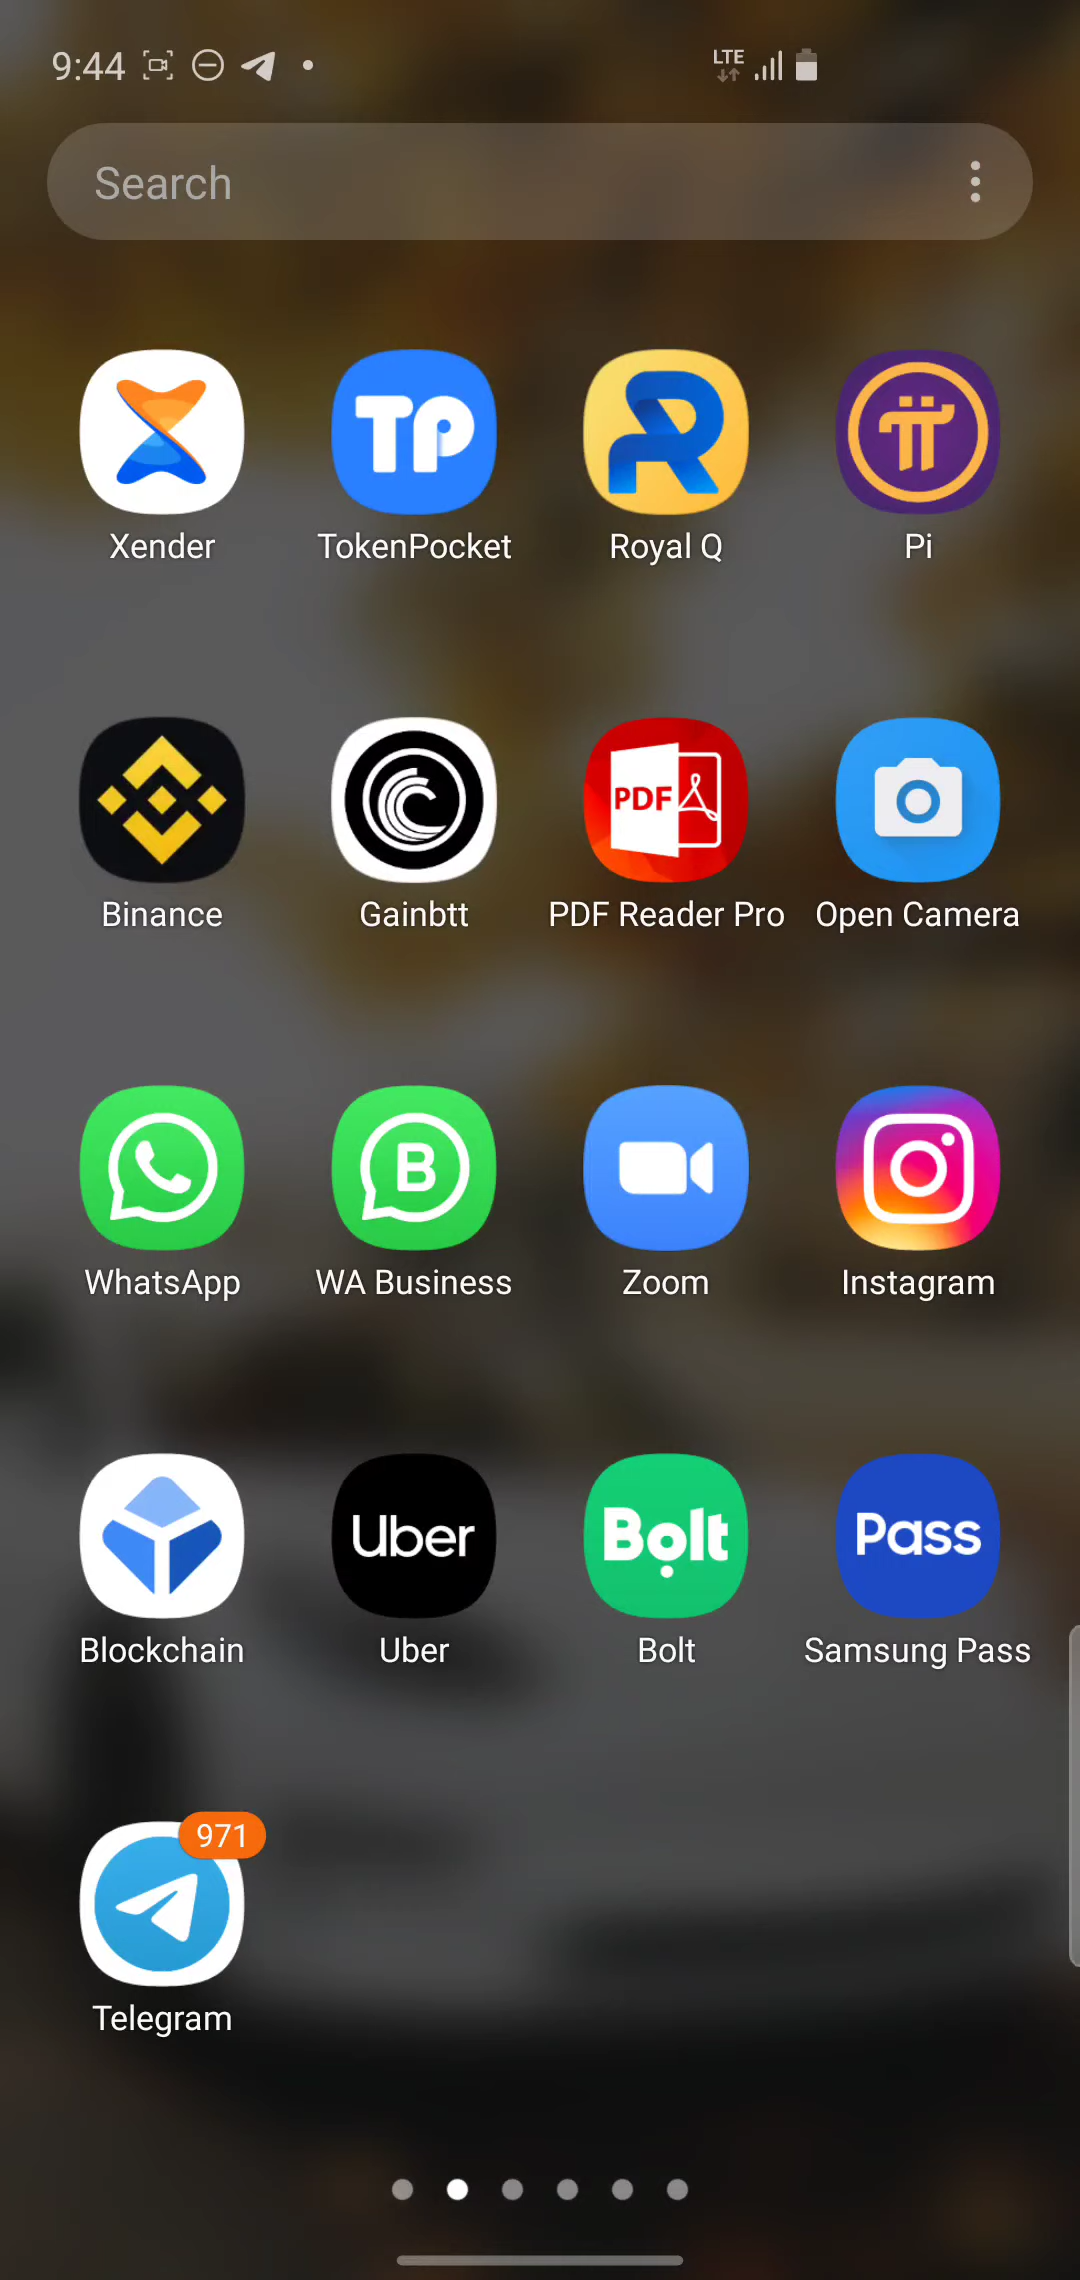 9:44
LTE
Search
TP
Xender
TokenPocket
Royal Q
Pi
PDF
Binance
Gainbtt
PDF Reader Pro
Open Camera
B
WhatsApp
WA Business
Zoom
Instagram
Uber
Bolt
Pass
Blockchain
Uber
Bolt
Samsung Pass
971
Telegram